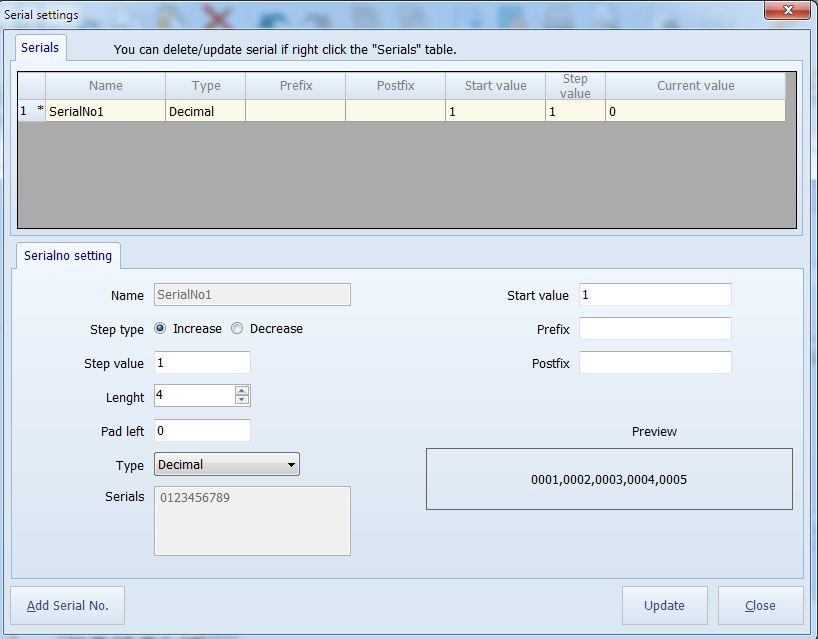 Serial settings
Serials
You can delete/update serial if right click the "Serials" table.
Name Type Prefix Postfix Start value Step value Current value
1 * SerialNo1 Decimal 1 1 0
Serialno setting
Name SerialNo1
Start value 1
Step type Increase Decrease
Prefix
Step value 1
Postfix
Lenght 4
Pad left 0
Preview
Type Decimal
0001,0002,0003,0004,0005
Serials 0123456789
Add Serial No.
Update
Close